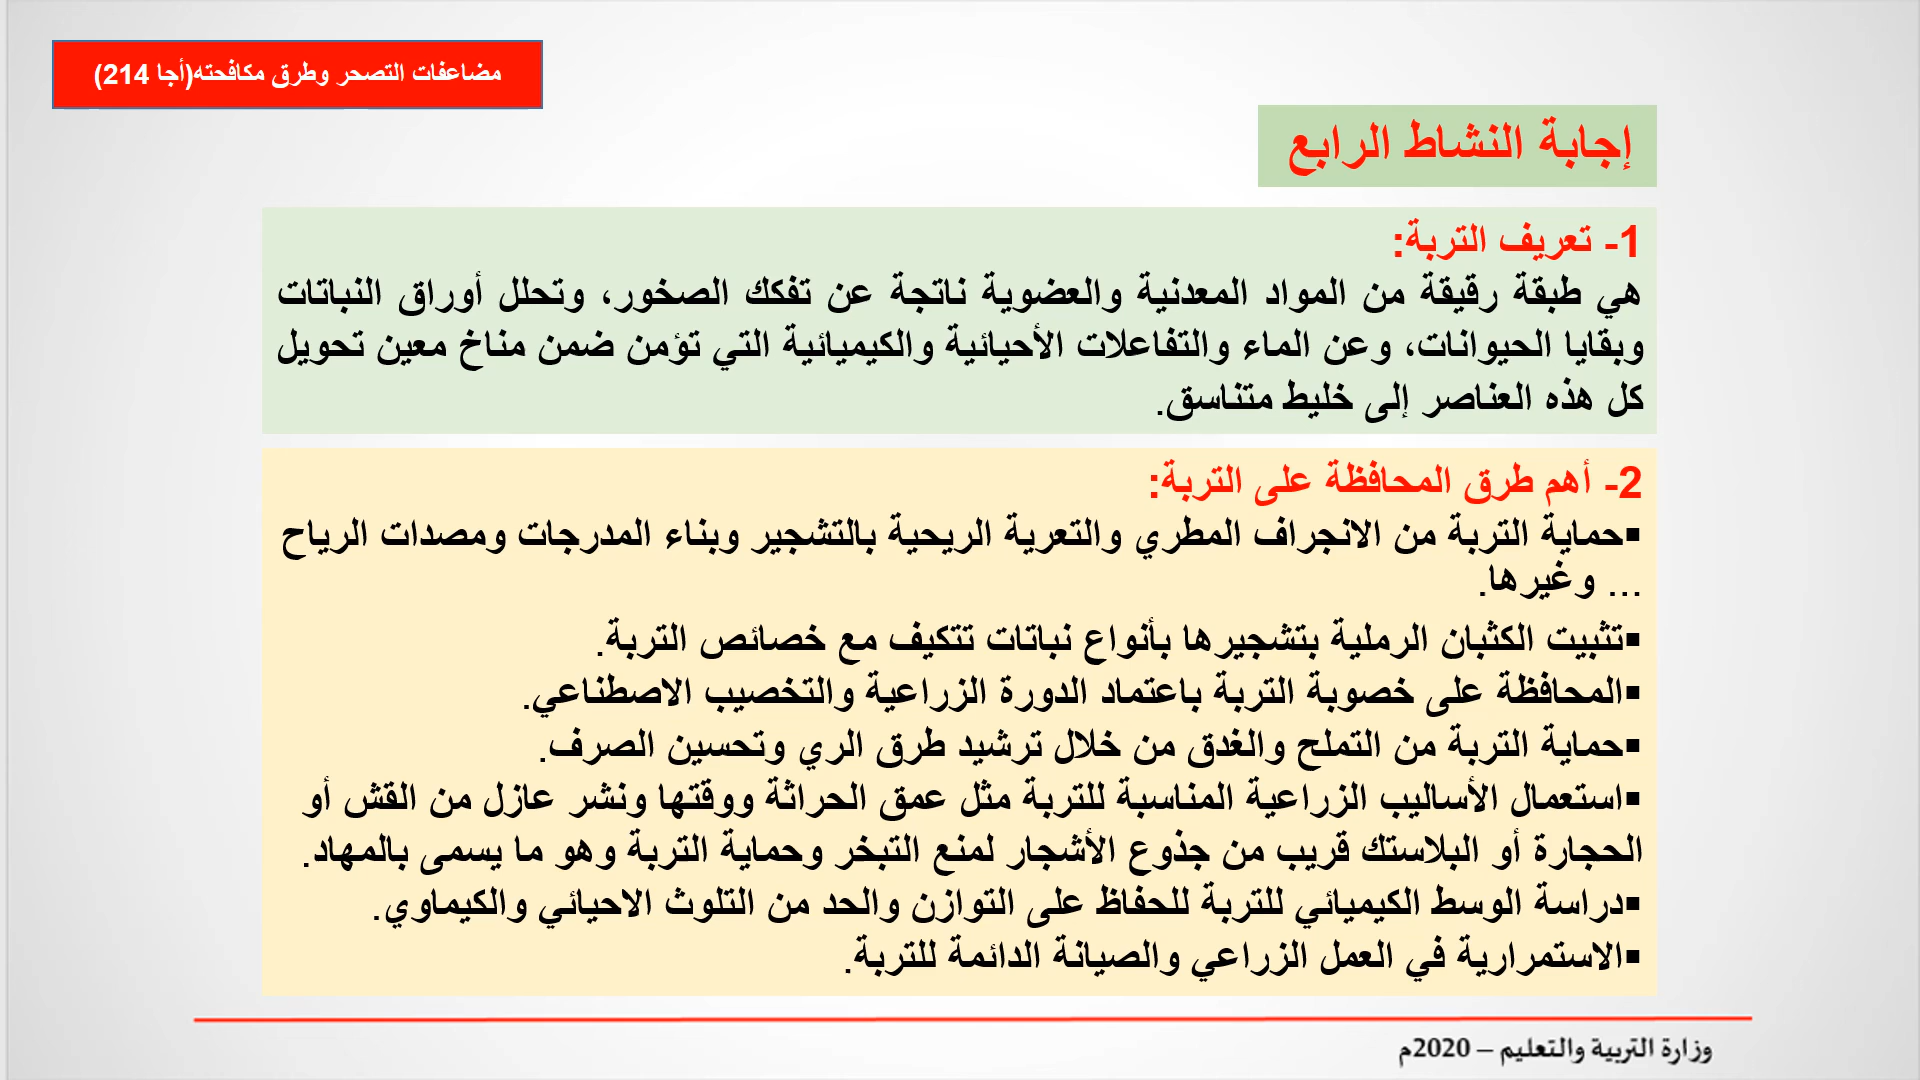 مضاعفات التصحر وطرق مكافحته(أجا 214)
إجابة النشاط الرابع
1- تعريف التربة:
هي طبقة رقيقة من المواد المعدنية والعضوية ناتجة عن تفكك الصخور، وتحلل أوراق النباتات
وبقايا الحيوانات، وعن الماء والتفاعلات الأحيائية والكيميائية التي تؤمن ضمن مناخ معين تحويل
كل هذه العناصر إلى خليط متناسق.
2- أهم طرق المحافظة على التربة:
▪حماية التربة من الانجراف المطري والتعرية الريحية بالتشجير وبناء المدرجات ومصدات الرياح
... وغيرها.
▪تثبيت الكثبان الرملية بتشجيرها بأنواع نباتات تتكيف مع خصائص التربة.
▪المحافظة على خصوبة التربة باعتماد الدورة الزراعية والتخصيب الاصطناعي.
▪حماية التربة من التملح والغدق من خلال ترشيد طرق الري وتحسين الصرف.
▪استعمال الأساليب الزراعية المناسبة للتربة مثل عمق الحراثة ووقتها ونشر عازل من القش أو
الحجارة أو البلاستك قريب من جذوع الأشجار لمنع التبخر وحماية التربة وهو ما يسمى بالمهاد.
▪دراسة الوسط الكيميائي للتربة للحفاظ على التوازن والحد من التلوث الاحيائي والكيماوي.
▪الاستمرارية في العمل الزراعي والصيانة الدائمة للتربة.
وزارة التربية والتعليم – 2020م